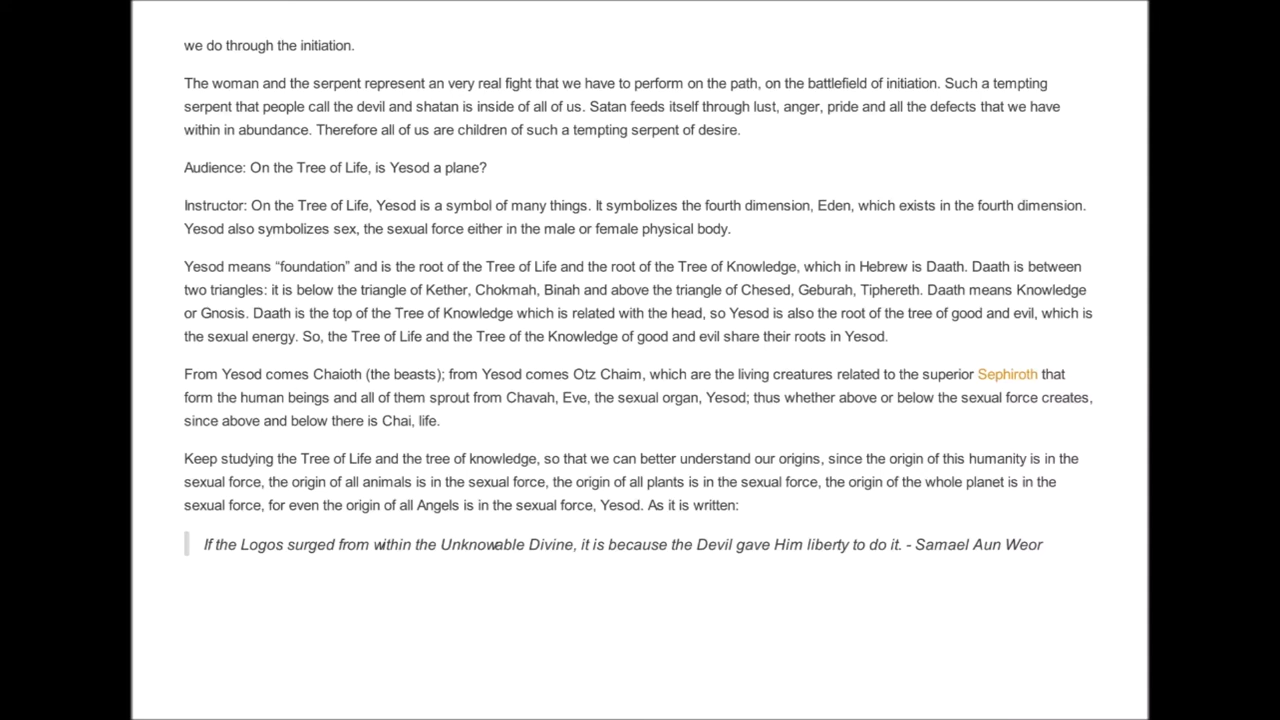 we do through the initiation.
The woman and the serpent represent an very real fight that we have to perform on the path, on the battlefield of initiation. Such a tempting
serpent that people call the devil and shatan is inside of all of us. Satan feeds itself through lust, anger, pride and all the defects that we have
within in abundance. Therefore all of us are children of such a tempting serpent of desire.
Audience: On the Tree of Life, is Yesod a plane?
Instructor: On the Tree of Life, Yesod is a symbol of many things. It symbolizes the fourth dimension, Eden, which exists in the fourth dimension.
Yesod also symbolizes sex, the sexual force either in the male or female physical body.
Yesod means “foundation” and is the root of the Tree of Life and the root of the Tree of Knowledge, which in Hebrew is Daath. Daath is between
two triangles: it is below the triangle of Kether, Chokmah, Binah and above the triangle of Chesed, Geburah, Tiphereth. Daath means Knowledge
or Gnosis. Daath is the top of the Tree of Knowledge which is related with the head, so Yesod is also the root of the tree of good and evil, which is
the sexual energy. So, the Tree of Life and the Tree of the Knowledge of good and evil share their roots in Yesod.
From Yesod comes Chaioth (the beasts); from Yesod comes Otz Chaim, which are the living creatures related to the superior Sephiroth that
form the human beings and all of them sprout from Chavah, Eve, the sexual organ, Yesod; thus whether above or below the sexual force creates,
since above and below there is Chai, life.
Keep studying the Tree of Life and the tree of knowledge, so that we can better understand our origins, since the origin of this humanity is in the
sexual force, the origin of all animals is in the sexual force, the origin of all plants is in the sexual force, the origin of the whole planet is in the
sexual force, for even the origin of all Angels is in the sexual force, Yesod. As it is written:
If the Logos surged from within the Unknowable Divine, it is because the Devil gave Him liberty to do it. - Samael Aun Weor